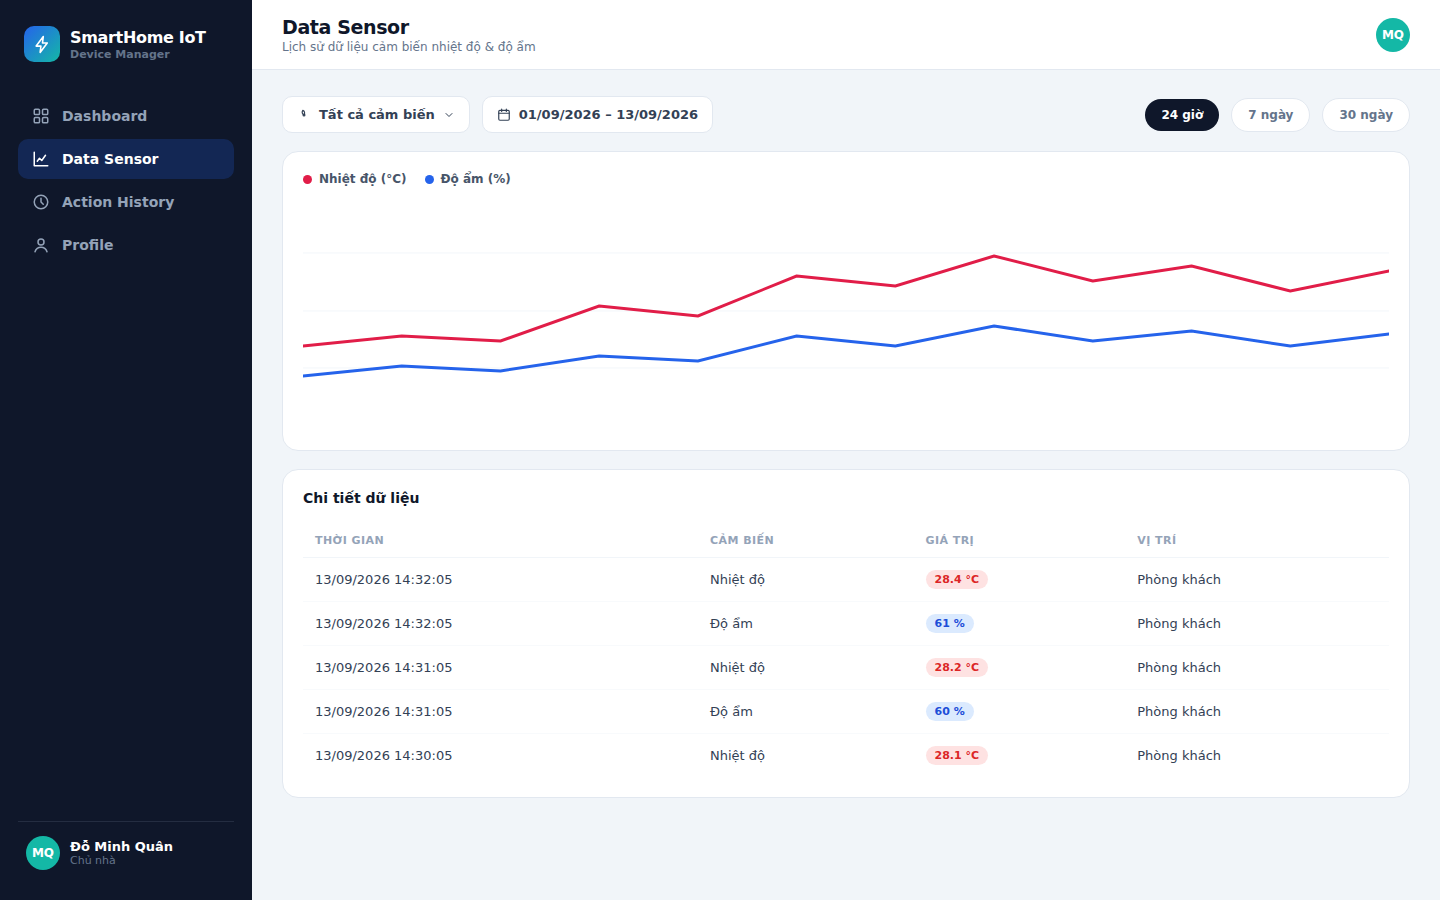 SmartHome IoT
Device Manager
Dashboard
Data Sensor
Action History
Profile
MQ
Đỗ Minh Quân
Chủ nhà
Data Sensor
Lịch sử dữ liệu cảm biến nhiệt độ & độ ẩm
MQ
Tất cả cảm biến
01/09/2026 – 13/09/2026
24 giờ
7 ngày
30 ngày
Nhiệt độ (°C)
Độ ẩm (%)
Chi tiết dữ liệu
THỜI GIAN CẢM BIẾN GIÁ TRỊ VỊ TRÍ
13/09/2026 14:32:05 Nhiệt độ 28.4 °C Phòng khách
13/09/2026 14:32:05 Độ ẩm 61 % Phòng khách
13/09/2026 14:31:05 Nhiệt độ 28.2 °C Phòng khách
13/09/2026 14:31:05 Độ ẩm 60 % Phòng khách
13/09/2026 14:30:05 Nhiệt độ 28.1 °C Phòng khách